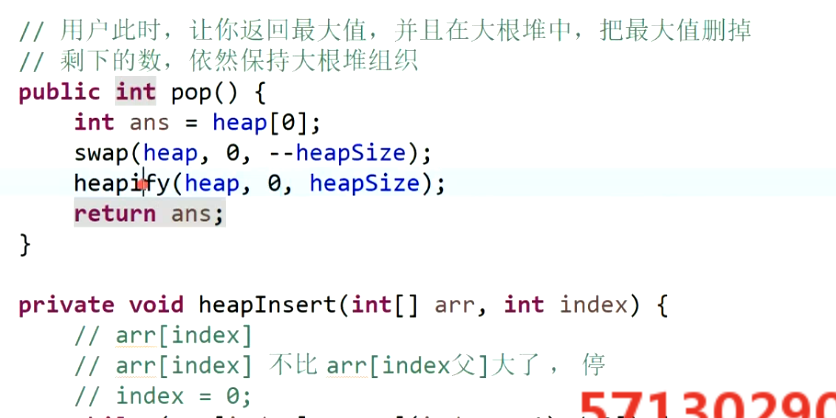 // 用户此时，让你返回最大值，并且在大根堆中，把最大值删掉
// 剩下的数，依然保持大根堆组织
public int pop() {
    int ans = heap[0];
    swap(heap, 0, --heapSize);
    heapify(heap, 0, heapSize);
    return ans;
}
private void heapInsert(int[] arr, int index) {
    // arr[index]
    // arr[index] 不比 arr[index父]大了 ， 停
    // index = 0;